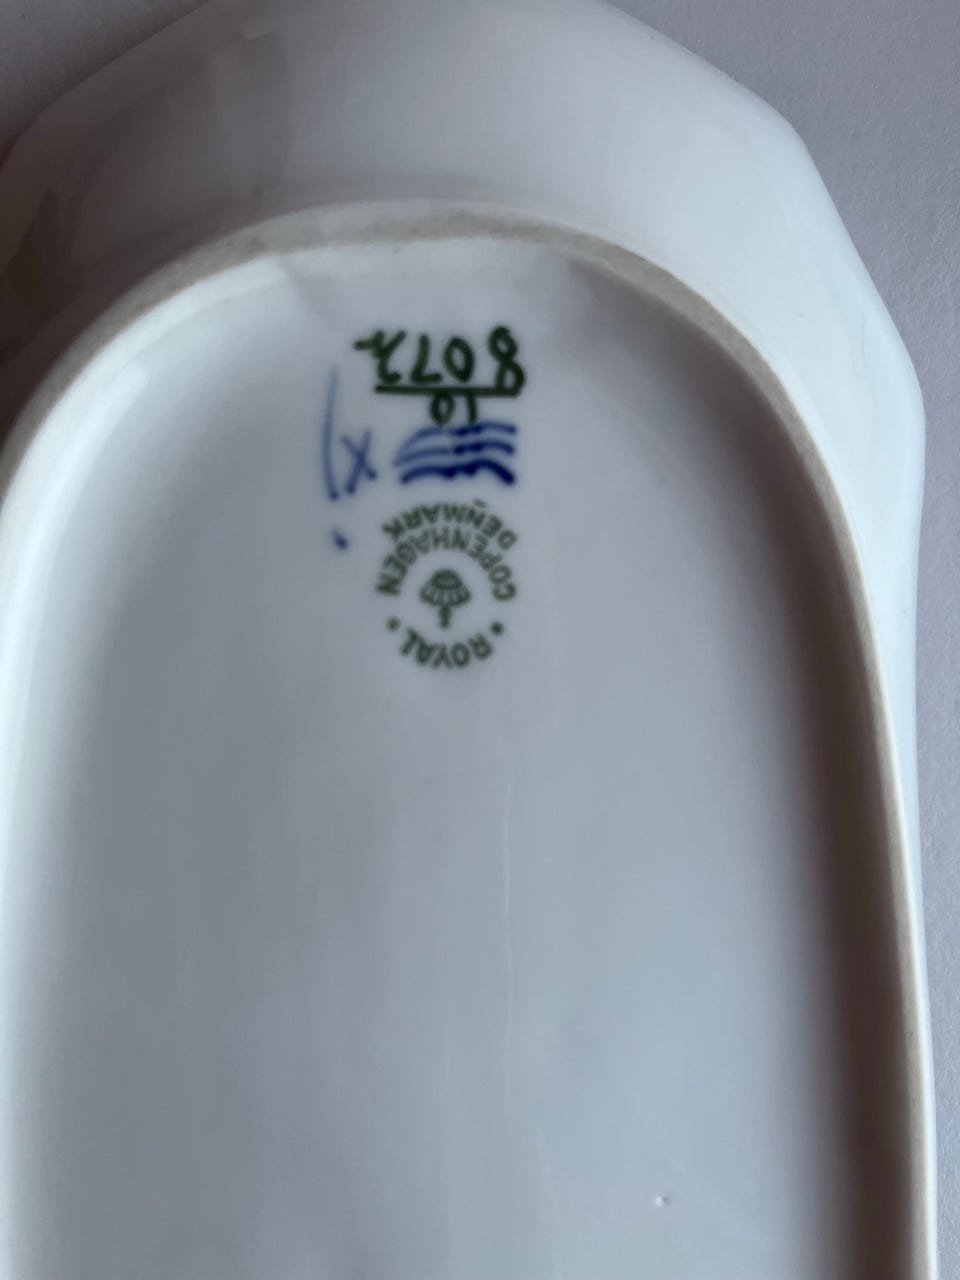 ROYAL
COPENHAGEN
DENMARK
10
8072